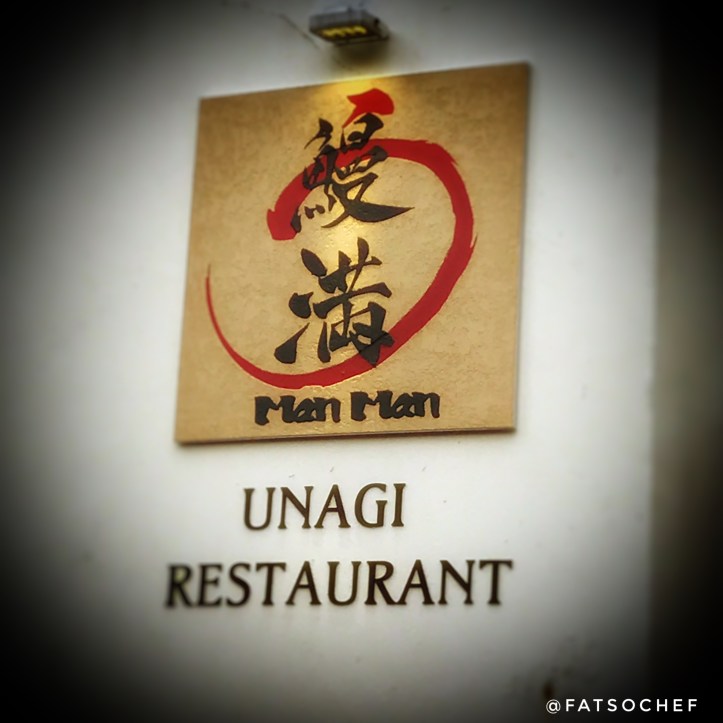 鰻
満
Man Man
UNAGI
RESTAURANT
@FATSOCHEF